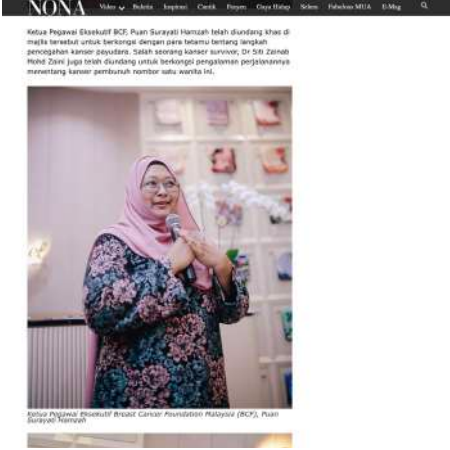 NONA Video Buletin Inspirasi Cantik Fesyen Gaya Hidup Selera Pahelaan MUA E-Mag
Ketua Pegawai Eksekutif BCF, Puan Surayati Hamzah telah diundang khas di
majlis tersebut untuk berkongsi dengan para tetamu tentang langkah
pencegahan kanser payudara. Salah seorang kanser survivor, Dr Siti Zainab
Mohd Zaini juga telah diundang untuk berkongsi pengalaman perjalanannya
menentang kanser pembunuh nombor satu wanita ini.
Ketua Pegawai Eksekutif Breast Cancer Foundation Malaysia (BCF), Puan
Surayati Hamzah